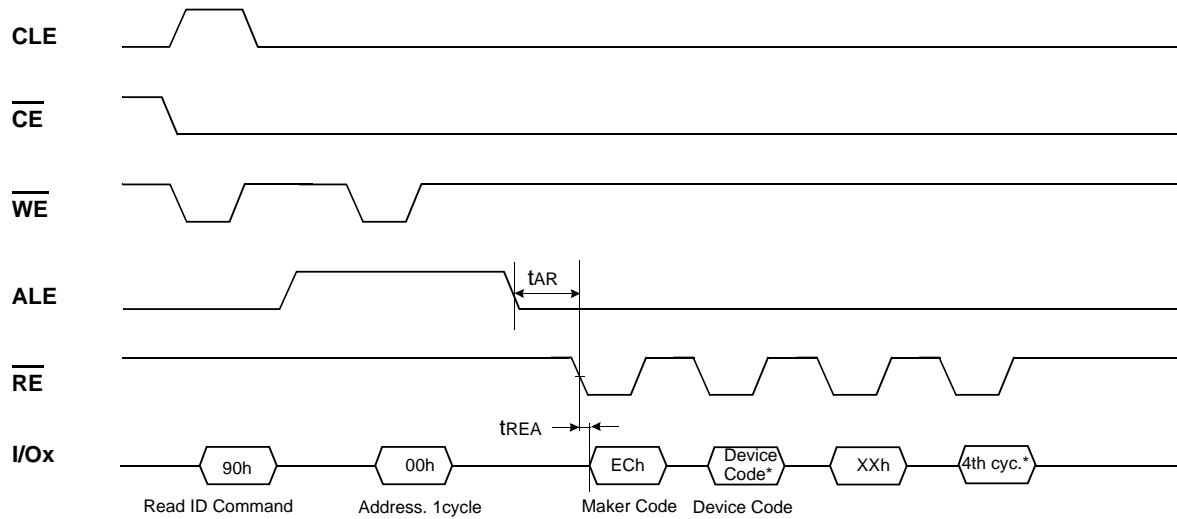 CLE
CE
WE
ALE
tAR
RE
tREA
I/Ox
90h
00h
ECh
Device
Code*
XXh
4th cyc.*
Read ID Command
Address. 1cycle
Maker Code
Device Code